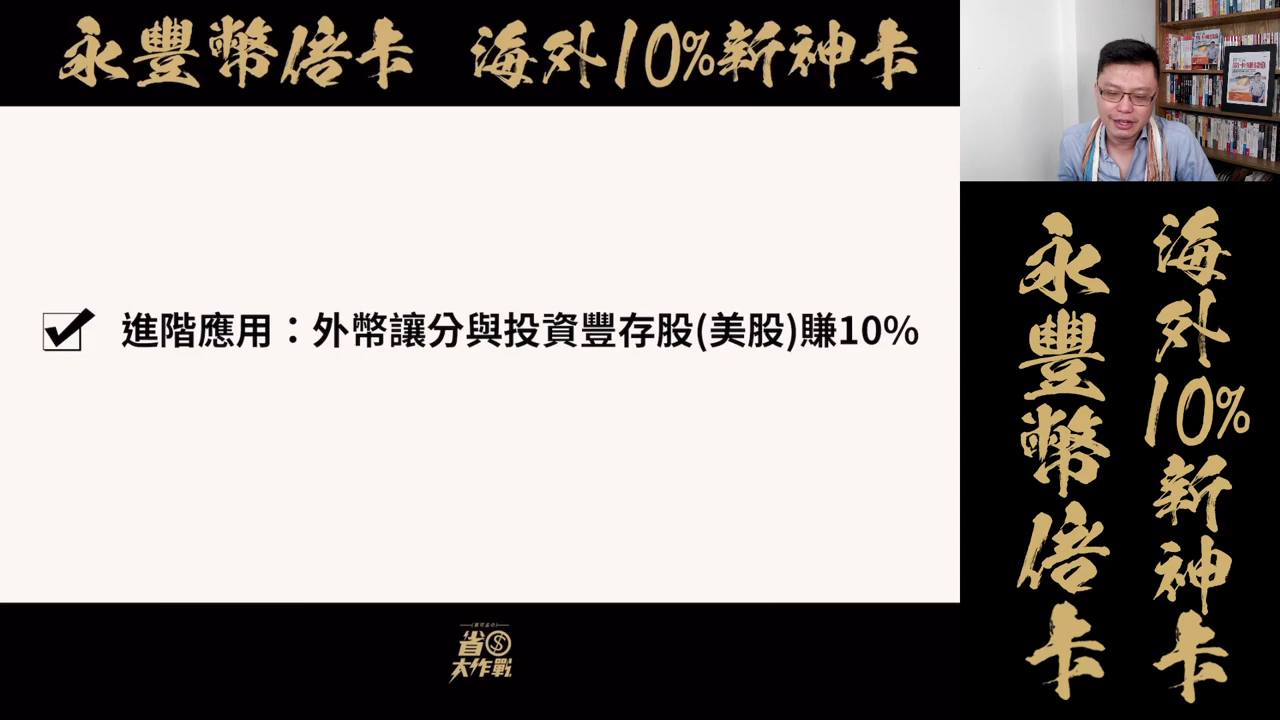 永豐幣倍卡 海外10%新神卡
進階應用：外幣讓分與投資豐存股(美股)賺10%
省$
大作戰
永豐幣倍卡
海外10%新神卡